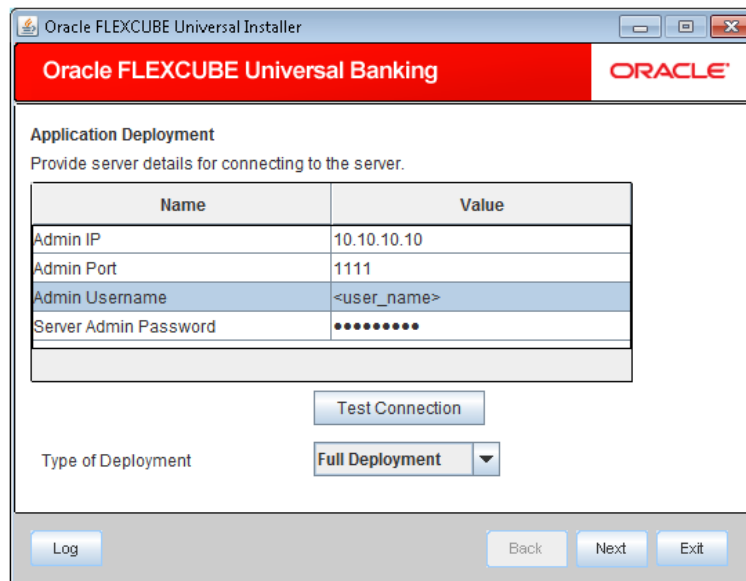 Oracle FLEXCUBE Universal Installer
Oracle FLEXCUBE Universal Banking
ORACLE
Application Deployment
Provide server details for connecting to the server.
Name Value
Admin IP 10.10.10.10
Admin Port 1111
Admin Username <user_name>
Server Admin Password •••••••••
Test Connection
Type of Deployment Full Deployment
Log Back Next Exit